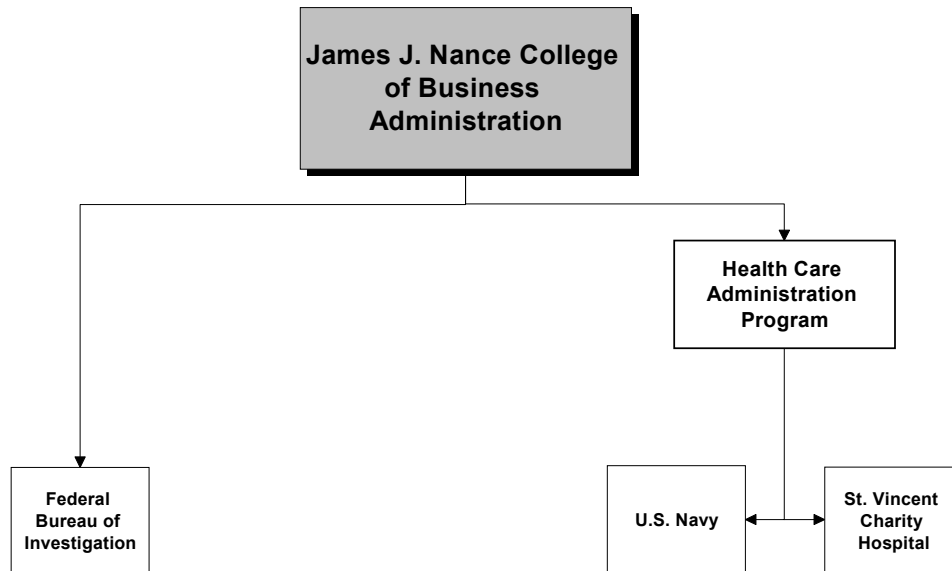 James J. Nance College
of Business
Administration
Health Care
Administration
Program
Federal
Bureau of
Investigation
U.S. Navy
St. Vincent
Charity
Hospital